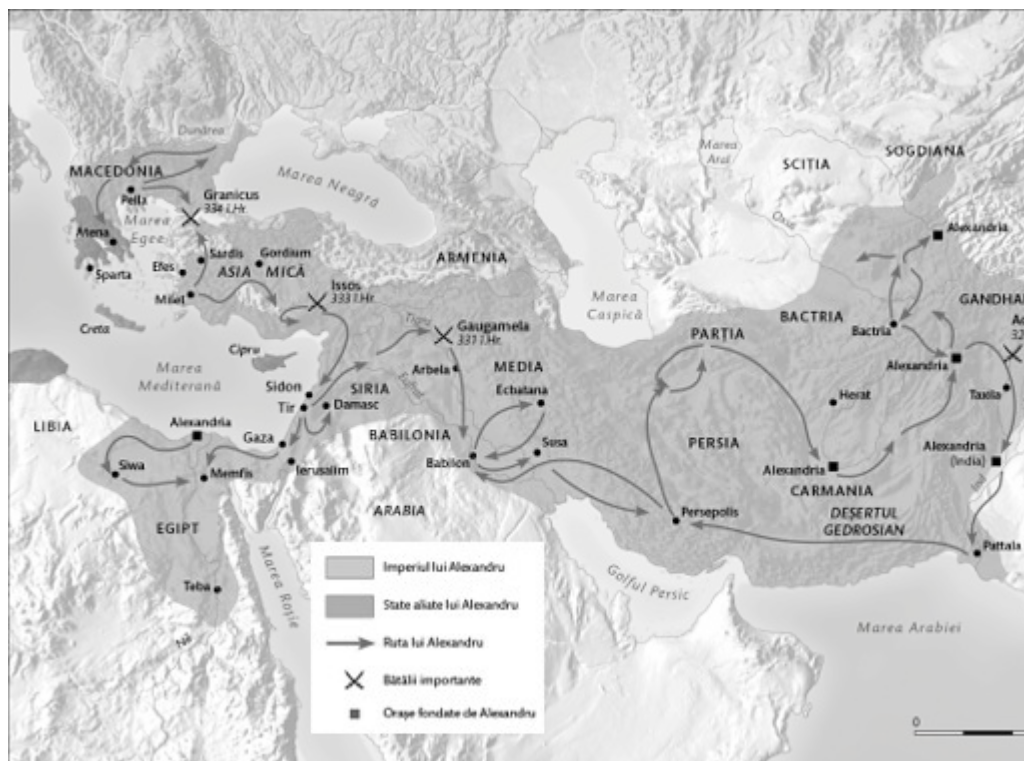 Dunărea
MACEDONIA
Pella
Granicus
334 î.Hr.
Marea Neagră
Marea
Egee
Atena
Sparta
Efes
Sardis
Gordium
ASIA MICĂ
Milet
Creta
ARMENIA
Issos
333 î.Hr.
Marea
Caspică
Marea
Aral
SCIȚIA
SOGDIANA
Oxus
Alexandria
BACTRIA
Bactria
GANDHA
Cipru
Marea
Mediterană
Tigru
Gaugamela
331 î.Hr.
Arbela
Eufrat
MEDIA
Ecbatana
PARȚIA
Alexandria
Herat
Taxila
Sidon
Tir
SIRIA
Damasc
LIBIA
Alexandria
Gaza
Ierusalim
Siwa
Memfis
BABILONIA
Babilon
Susa
PERSIA
Alexandria
CARMANIA
Alexandria
(India)
Ind
EGIPT
ARABIA
Persepolis
DEȘERTUL
GEDROSIAN
Pattala
Teba
Nil
Marea Roșie
Golful Persic
Marea Arabiei
Imperiul lui Alexandru
State aliate lui Alexandru
Ruta lui Alexandru
Bătălii importante
Orașe fondate de Alexandru
0